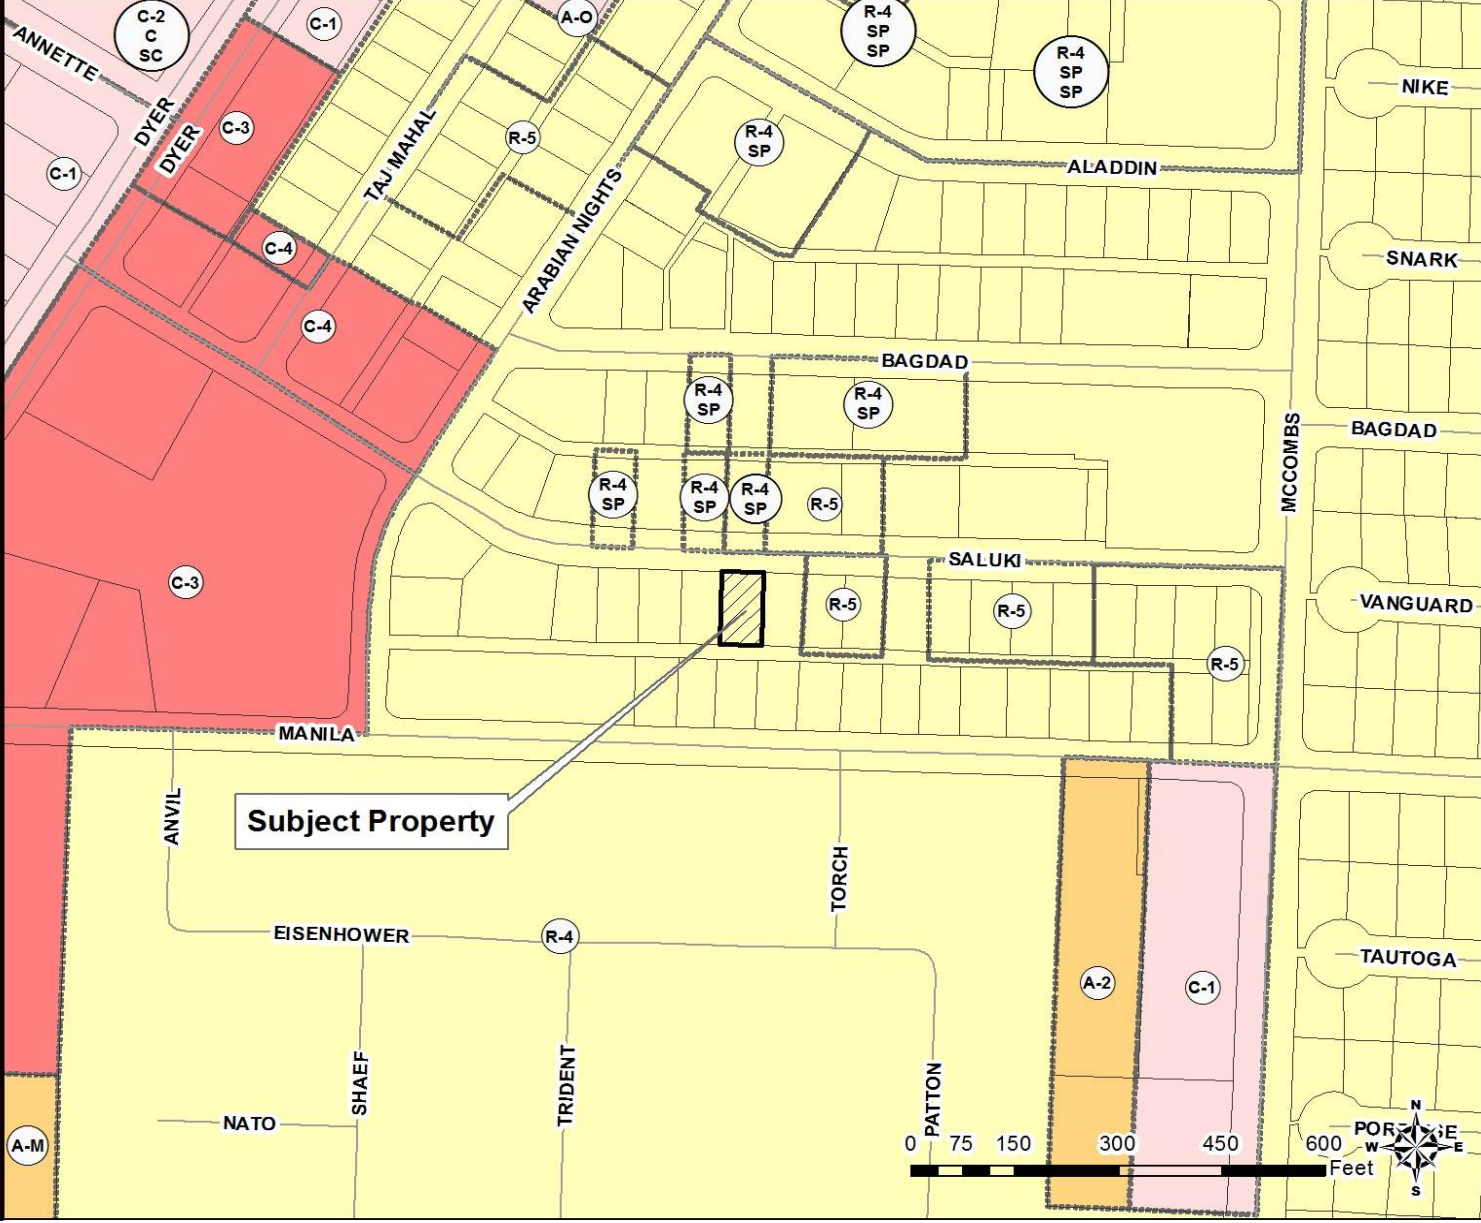 C-2
C
SC
C-1
A-O
R-4
SP
SP
R-4
SP
SP
ANNETTE
NIKE
DYER
DYER
C-3
R-4
SP
R-5
TAJ MAHAL
ALADDIN
C-1
ARABIAN NIGHTS
C-4
SNARK
C-4
BAGDAD
R-4
SP
R-4
SP
MCCOMBS
BAGDAD
R-4
SP
R-4
SP
R-4
SP
R-5
SALUKI
C-3
R-5
R-5
VANGUARD
R-5
MANILA
Subject Property
ANVIL
TORCH
EISENHOWER
R-4
TAUTOGA
A-2
C-1
SHAEF
TRIDENT
PATTON
NATO
A-M
0 75 150 300 450 600
Feet
N
W E
S